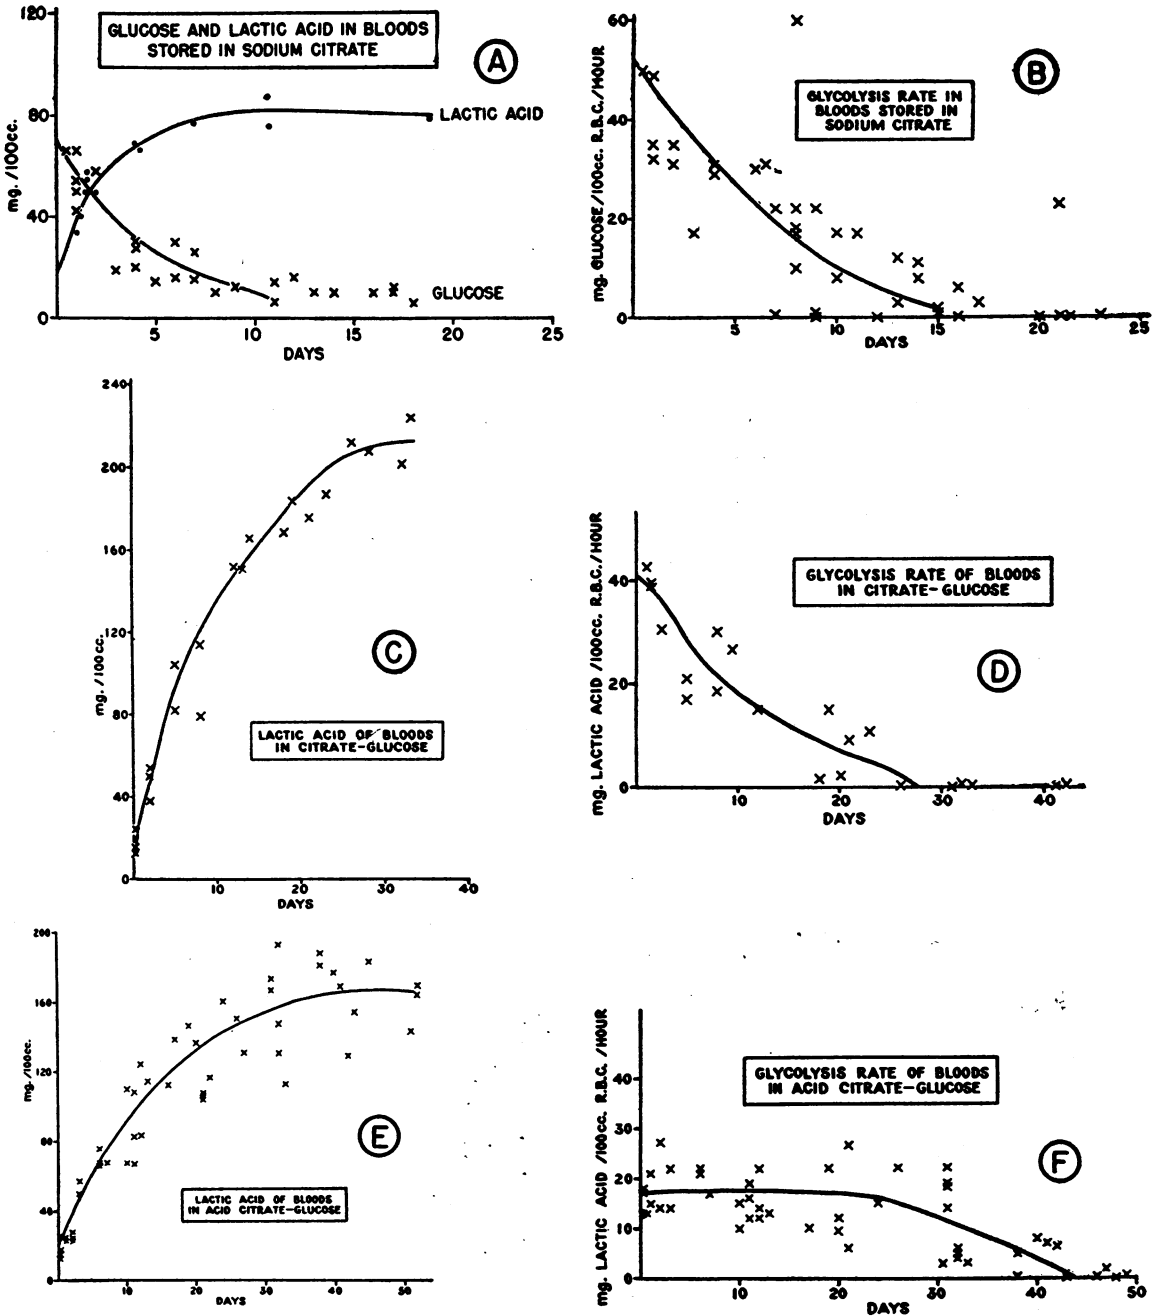 GLUCOSE AND LACTIC ACID IN BLOODS
STORED IN SODIUM CITRATE
A
120
80
40
0
mg. /100cc.
LACTIC ACID
GLUCOSE
5
10
15
20
25
DAYS
B
GLYCOLYSIS RATE IN
BLOODS STORED IN
SODIUM CITRATE
60
40
20
0
mg. GLUCOSE/100cc. R.B.C./HOUR
5
10
15
20
25
DAYS
240
200
160
120
80
40
0
mg. /100cc.
C
LACTIC ACID OF BLOODS
IN CITRATE-GLUCOSE
10
20
30
40
DAYS
mg. LACTIC ACID /100cc. R.B.C./HOUR
40
20
0
GLYCOLYSIS RATE OF BLOODS
IN CITRATE-GLUCOSE
D
10
20
30
40
DAYS
200
160
120
80
40
0
mg. /100cc.
E
LACTIC ACID OF BLOODS
IN ACID CITRATE-GLUCOSE
10
20
30
40
50
DAYS
mg. LACTIC ACID /100cc. R.B.C. /HOUR
40
30
20
10
0
GLYCOLYSIS RATE OF BLOODS
IN ACID CITRATE-GLUCOSE
F
10
20
30
40
50
DAYS